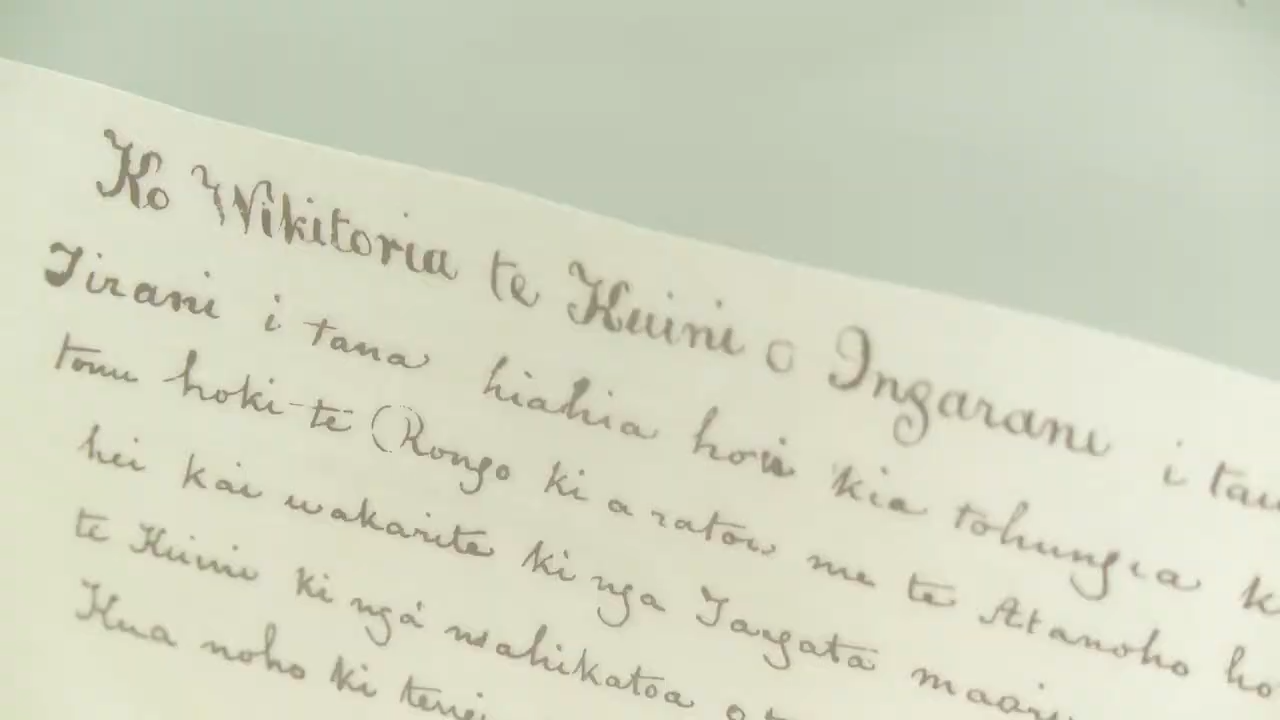 Ko Wikitoria te Kuini o Ingarani i
Tirani i tana hiahia hoki kia tohungia
tonu hoki te Rongo ki a ratou me te Atanoho
hei kai wakarite ki nga Tangata
te Kuini ki nga wahikatoa o
Kua noho ki tenei